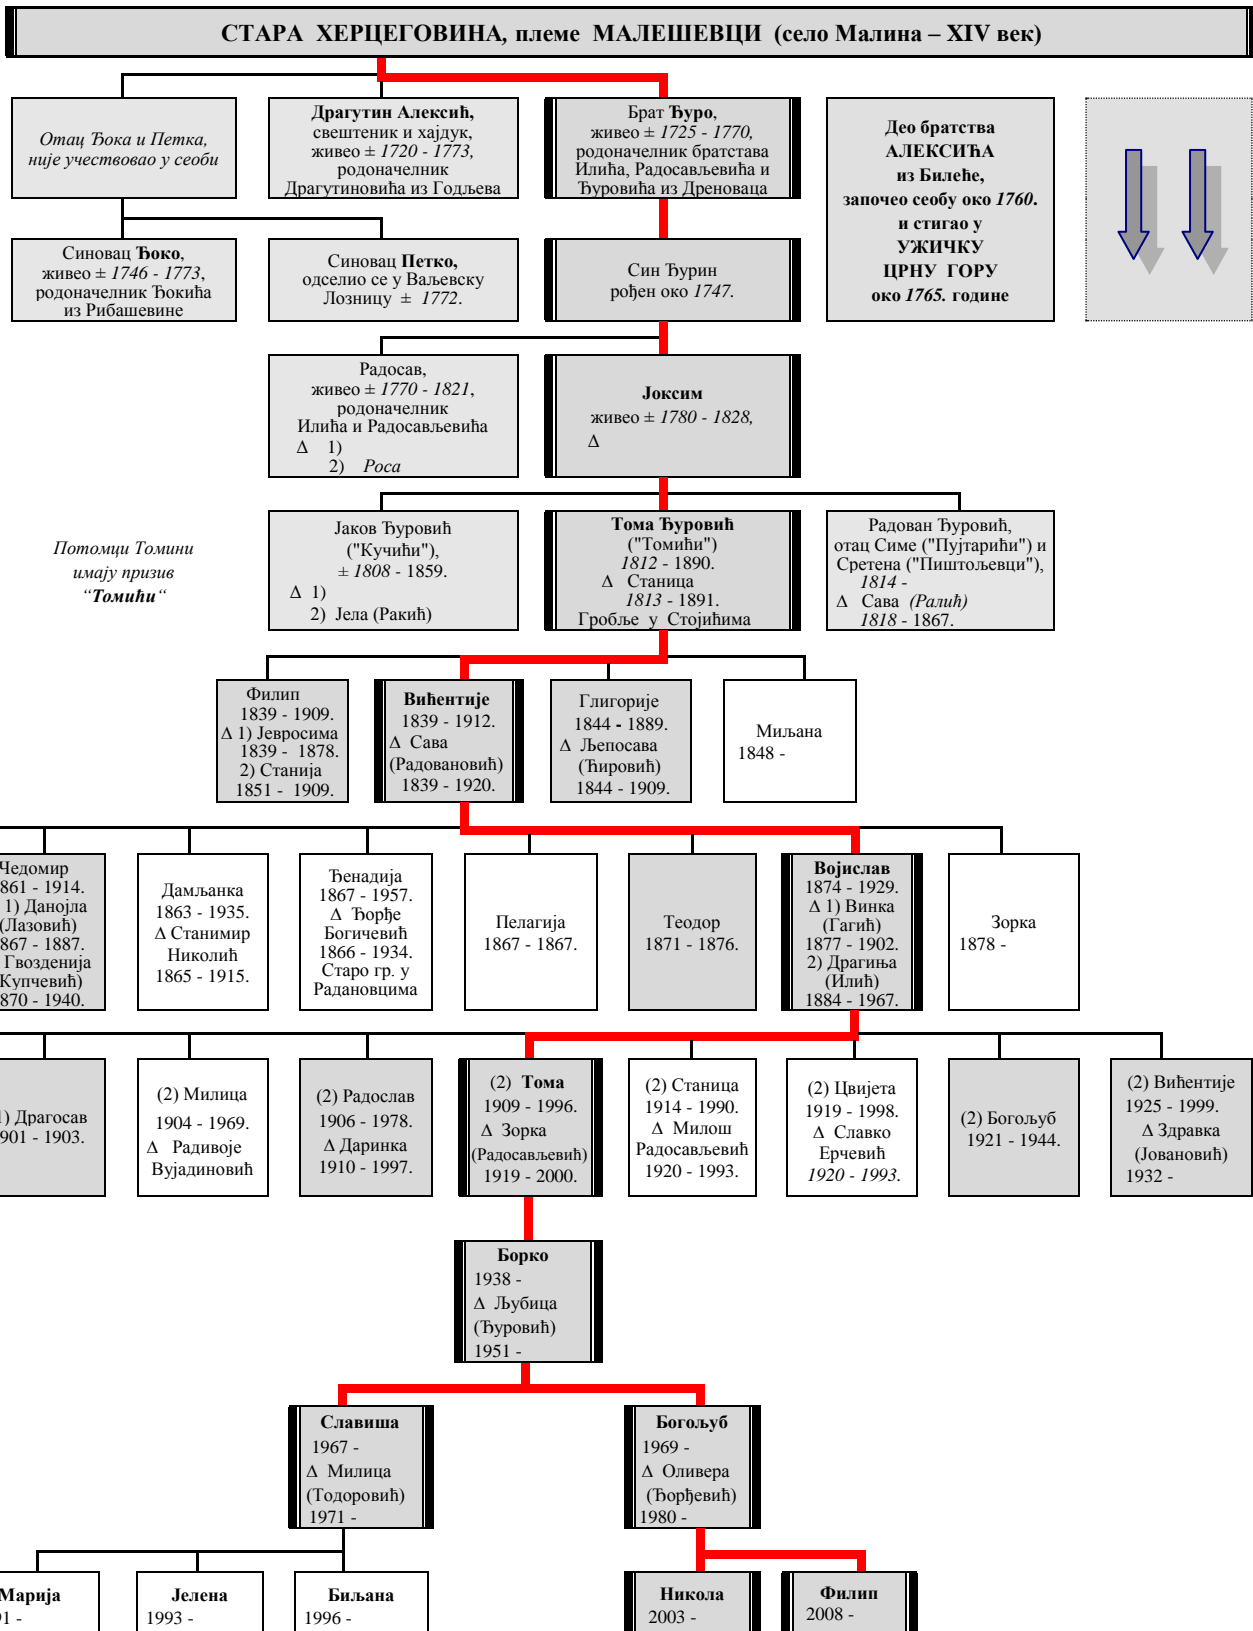 СТАРА ХЕРЦЕГОВИНА, племе МАЛЕШЕВЦИ (село Малина – XIV век)
Отац Ђока и Петка,
није учествовао у сеоби
Драгутин Алексић,
свештеник и хајдук,
живео ± 1720 - 1773,
родоначелник
Драгутиновића из Годљева
Брат Ђуро,
живео ± 1725 - 1770,
родоначелник братстава
Илића, Радосављевића и
Ђуровића из Дреноваца
Део братства
АЛЕКСИЋА
из Билеће,
започео сеобу око 1760.
и стигао у
УЖИЧКУ
ЦРНУ ГОРУ
око 1765. године
Синовац Ђоко,
живео ± 1746 - 1773,
родоначелник Ђокића
из Рибашевине
Синовац Петко,
одселио се у Ваљевску
Лозницу ± 1772.
Син Ђурин
рођен око 1747.
Радосав,
живео ± 1770 - 1821,
родоначелник
Илића и Радосављевића
Δ 1)
2) Роса
Јоксим
живео ± 1780 - 1828,
Δ
Потомци Томини
имају призив
“Томићи“
Јаков Ђуровић
("Кучићи"),
± 1808 - 1859.
Δ 1)
2) Јела (Ракић)
Тома Ђуровић
("Томићи")
1812 - 1890.
Δ Станица
1813 - 1891.
Гробље у Стојићима
Радован Ђуровић,
отац Симе ("Пујтарићи") и
Сретена ("Пиштољевци"),
1814 -
Δ Сава (Ралић)
1818 - 1867.
Филип
1839 - 1909.
Δ 1) Јевросима
1839 - 1878.
2) Станија
1851 - 1909.
Вићентије
1839 - 1912.
Δ Сава
(Радовановић)
1839 - 1920.
Глигорије
1844 - 1889.
Δ Љепосава
(Ћировић)
1844 - 1909.
Миљана
1848 -
Чедомир
861 - 1914.
1) Данојла
(Лазовић)
867 - 1887.
Гвозденија
Купчевић)
870 - 1940.
Дамљанка
1863 - 1935.
Δ Станимир
Николић
1865 - 1915.
Ђенадија
1867 - 1957.
Δ Ђорђе
Богичевић
1866 - 1934.
Старо гр. у
Радановцима
Пелагија
1867 - 1867.
Теодор
1871 - 1876.
Војислав
1874 - 1929.
Δ 1) Винка
(Гагић)
1877 - 1902.
2) Драгиња
(Илић)
1884 - 1967.
Зорка
1878 -
) Драгосав
901 - 1903.
(2) Милица
1904 - 1969.
Δ Радивоје
Вујадиновић
(2) Радослав
1906 - 1978.
Δ Даринка
1910 - 1997.
(2) Тома
1909 - 1996.
Δ Зорка
(Радосављевић)
1919 - 2000.
(2) Станица
1914 - 1990.
Δ Милош
Радосављевић
1920 - 1993.
(2) Цвијета
1919 - 1998.
Δ Славко
Ерчевић
1920 - 1993.
(2) Богољуб
1921 - 1944.
(2) Вићентије
1925 - 1999.
Δ Здравка
(Јовановић)
1932 -
Борко
1938 -
Δ Љубица
(Ђуровић)
1951 -
Славиша
1967 -
Δ Милица
(Тодоровић)
1971 -
Богољуб
1969 -
Δ Оливера
(Ђорђевић)
1980 -
Марија
91 -
Јелена
1993 -
Биљана
1996 -
Никола
2003 -
Филип
2008 -